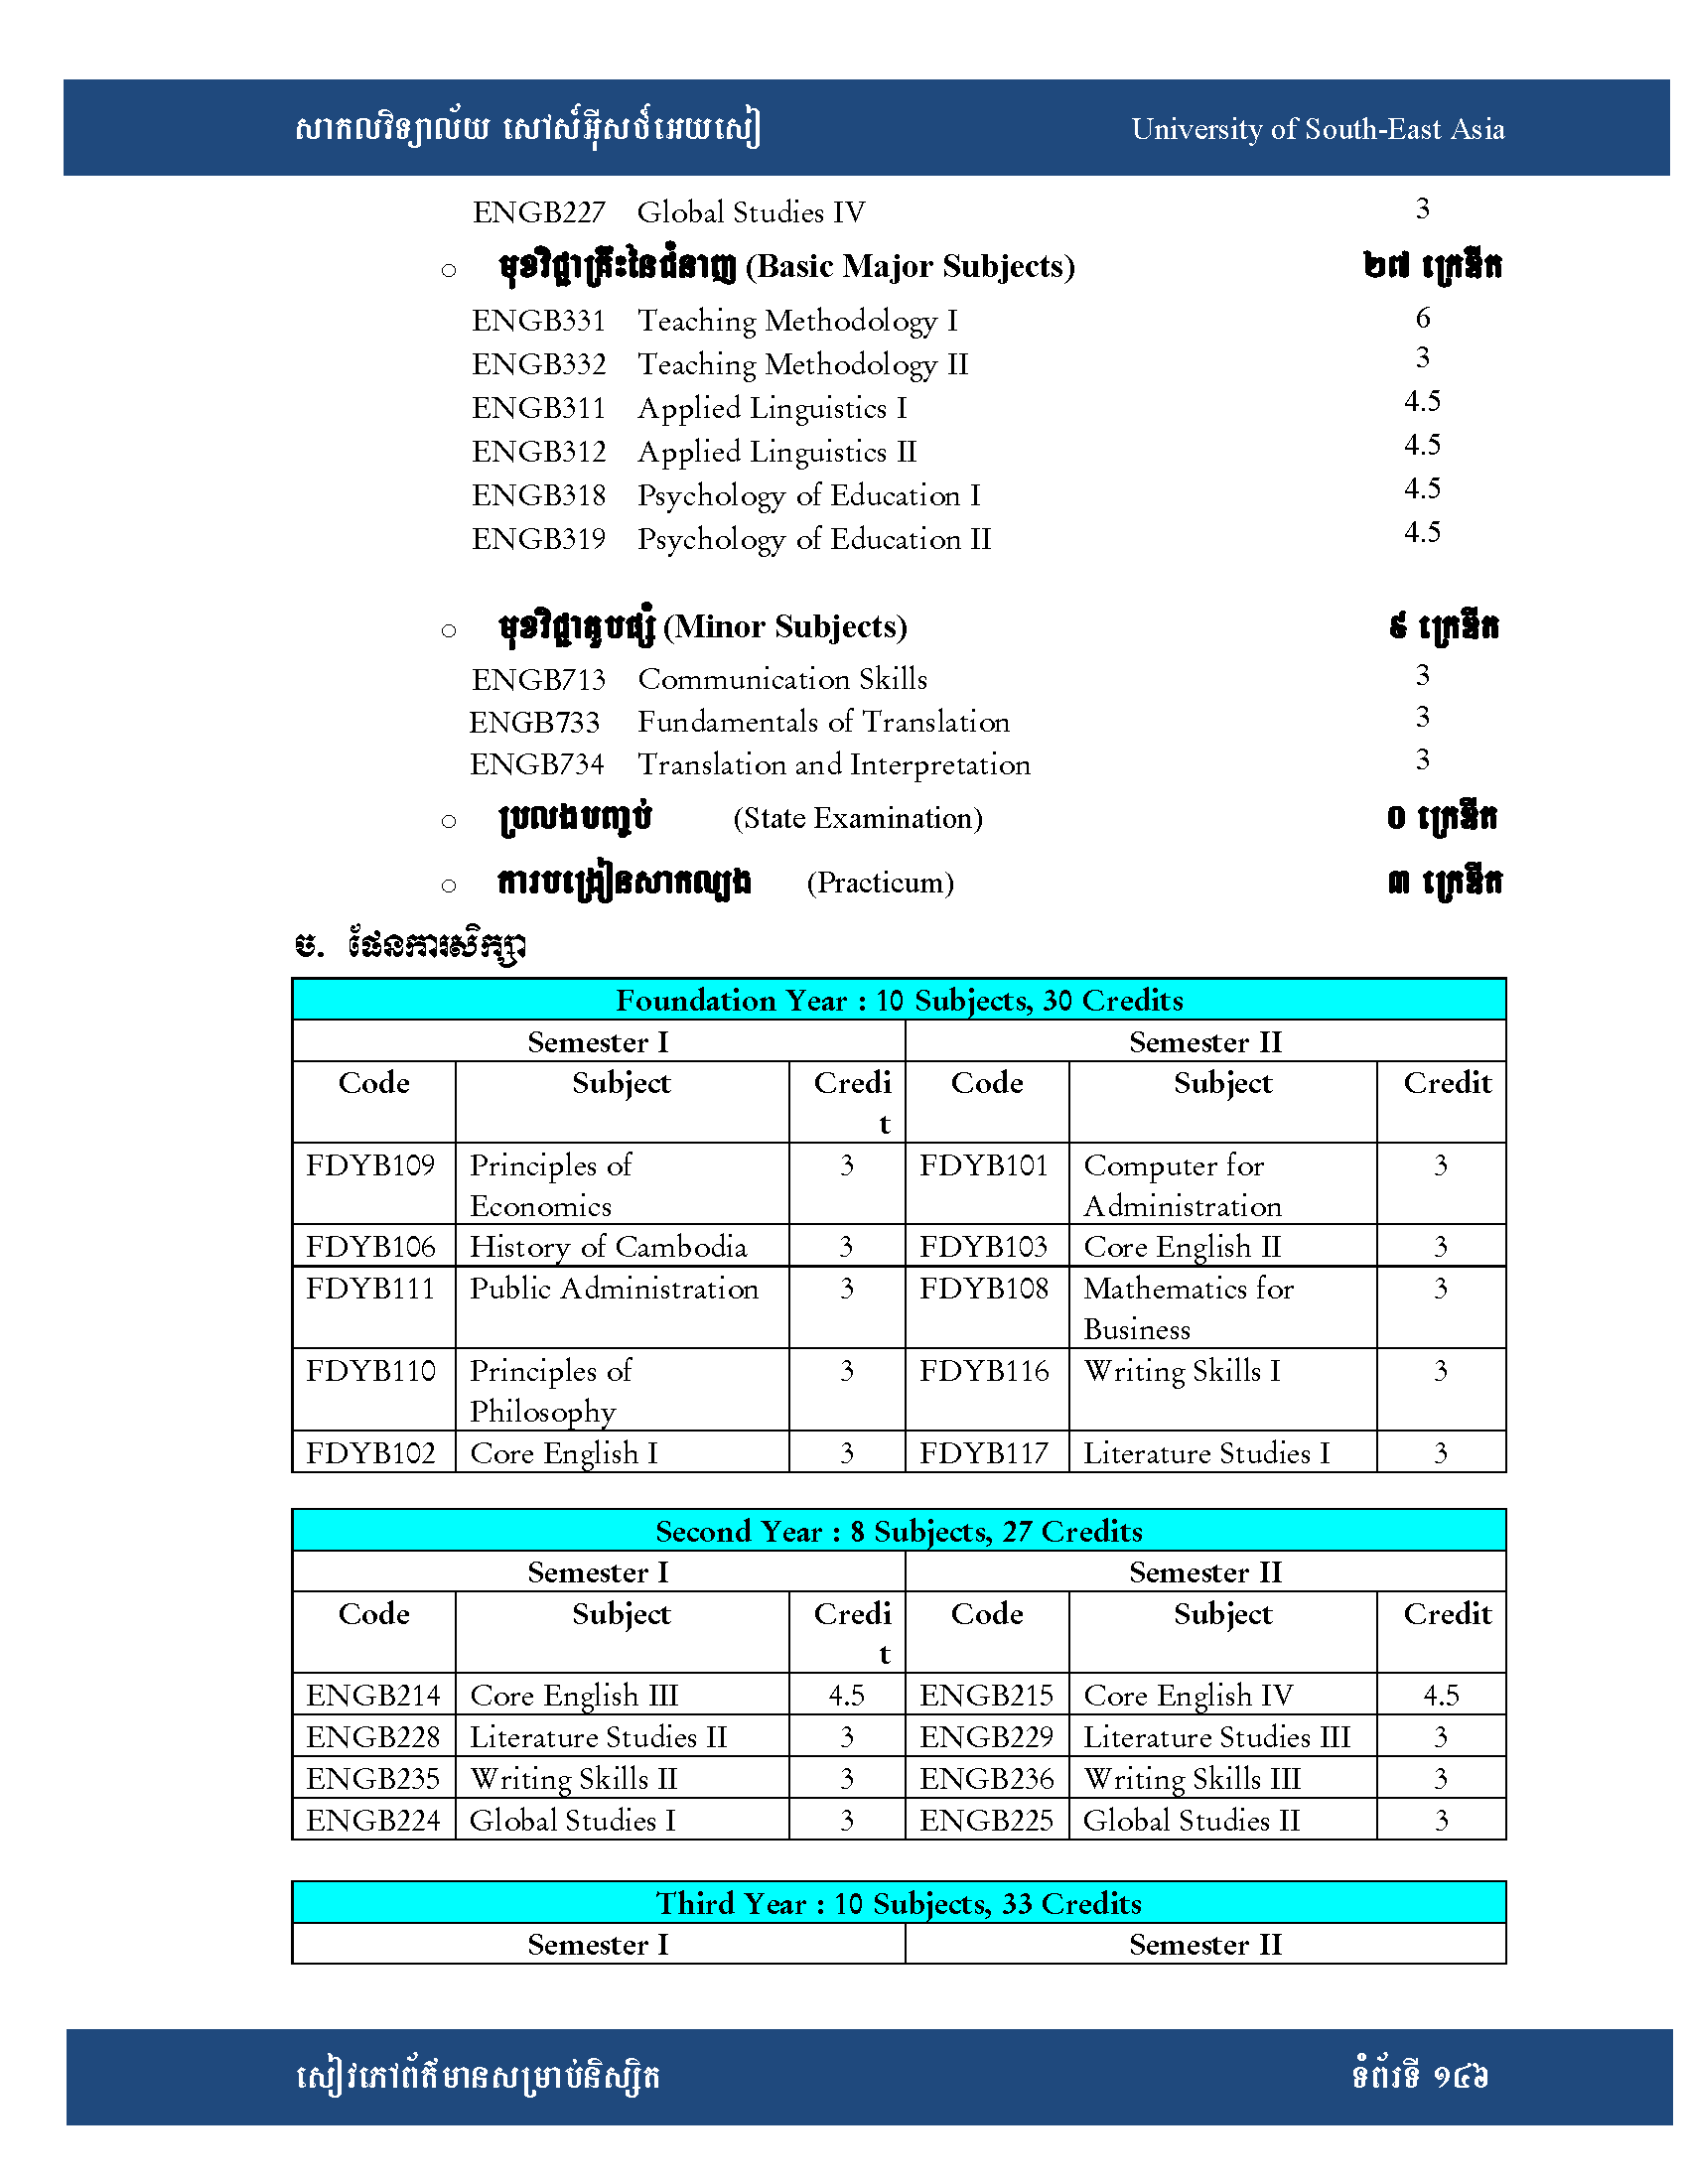 សាកលវិទ្យាល័យ សៅស៍អ៊ីសថ៍អេយសៀ University of South-East Asia
ENGB227 Global Studies IV 3
o មុខវិជ្ជាគ្រឹះនៃជំនាញ (Basic Major Subjects) ២៧ ក្រេឌីត
ENGB331 Teaching Methodology I 6
ENGB332 Teaching Methodology II 3
ENGB311 Applied Linguistics I 4.5
ENGB312 Applied Linguistics II 4.5
ENGB318 Psychology of Education I 4.5
ENGB319 Psychology of Education II 4.5
o មុខវិជ្ជាគួបផ្សំ (Minor Subjects) ៩ ក្រេឌីត
ENGB713 Communication Skills 3
ENGB733 Fundamentals of Translation 3
ENGB734 Translation and Interpretation 3
o ប្រលងបញ្ចប់ (State Examination) ០ ក្រេឌីត
o ការបង្រៀនសាកល្បង (Practicum) ៣ ក្រេឌីត
ច. ផែនការសិក្សា
Foundation Year : 10 Subjects, 30 Credits
Semester I Semester II
Code Subject Credi Code Subject Credit
t
FDYB109 Principles of 3 FDYB101 Computer for 3
Economics Administration
FDYB106 History of Cambodia 3 FDYB103 Core English II 3
FDYB111 Public Administration 3 FDYB108 Mathematics for 3
Business
FDYB110 Principles of 3 FDYB116 Writing Skills I 3
Philosophy
FDYB102 Core English I 3 FDYB117 Literature Studies I 3
Second Year : 8 Subjects, 27 Credits
Semester I Semester II
Code Subject Credi Code Subject Credit
t
ENGB214 Core English III 4.5 ENGB215 Core English IV 4.5
ENGB228 Literature Studies II 3 ENGB229 Literature Studies III 3
ENGB235 Writing Skills II 3 ENGB236 Writing Skills III 3
ENGB224 Global Studies I 3 ENGB225 Global Studies II 3
Third Year : 10 Subjects, 33 Credits
Semester I Semester II
សៀវភៅព័ត៌មានសម្រាប់និស្សិត ទំព័រទី ១៤៦